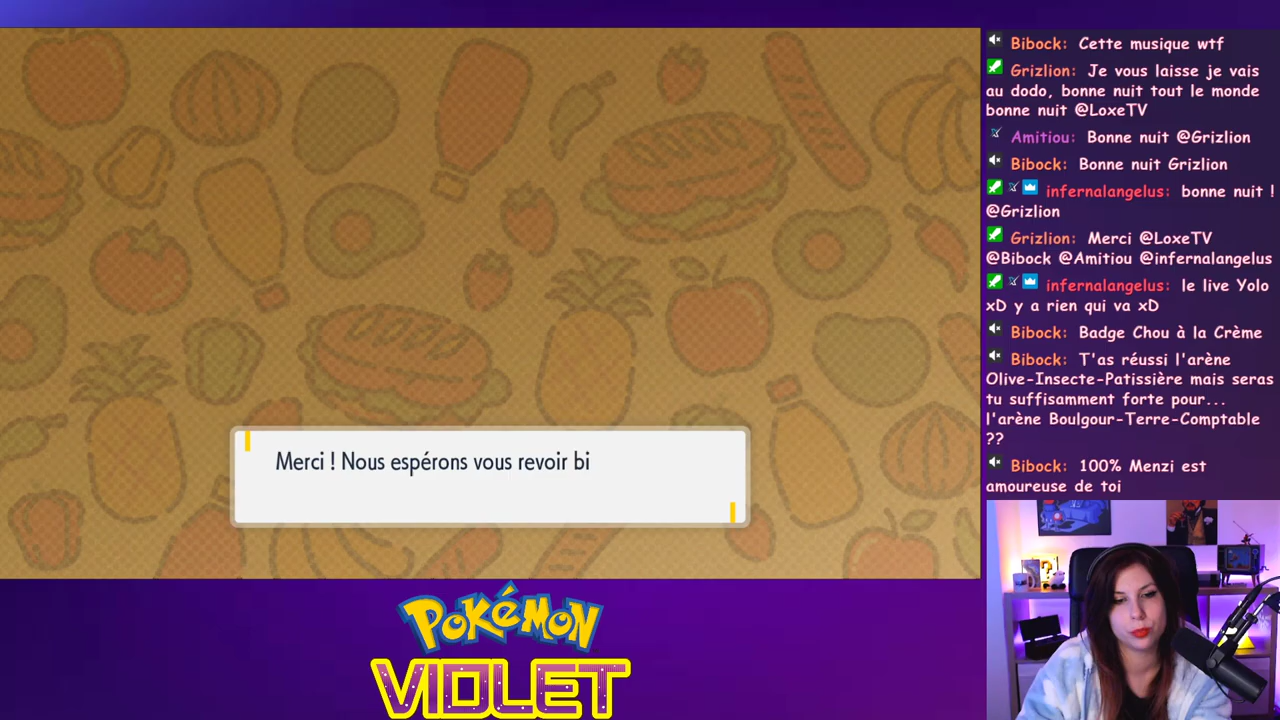 Bibock: Cette musique wtf
Grizlion: Je vous laisse je vais
au dodo, bonne nuit tout le monde
bonne nuit @LoxeTV
Amitiou: Bonne nuit @Grizlion
Bibock: Bonne nuit Grizlion
infernalangelus: bonne nuit !
@Grizlion
Grizlion: Merci @LoxeTV
@Bibock @Amitiou @infernalangelus
infernalangelus: le live Yolo
xD y a rien qui va xD
Bibock: Badge Chou à la Crème
Bibock: T'as réussi l'arène
Olive-Insecte-Patissière mais seras
tu suffisamment forte pour...
l'arène Boulgour-Terre-Comptable
??
Bibock: 100% Menzi est
amoureuse de toi
Merci ! Nous espérons vous revoir bi
POKÉMON
VIOLET